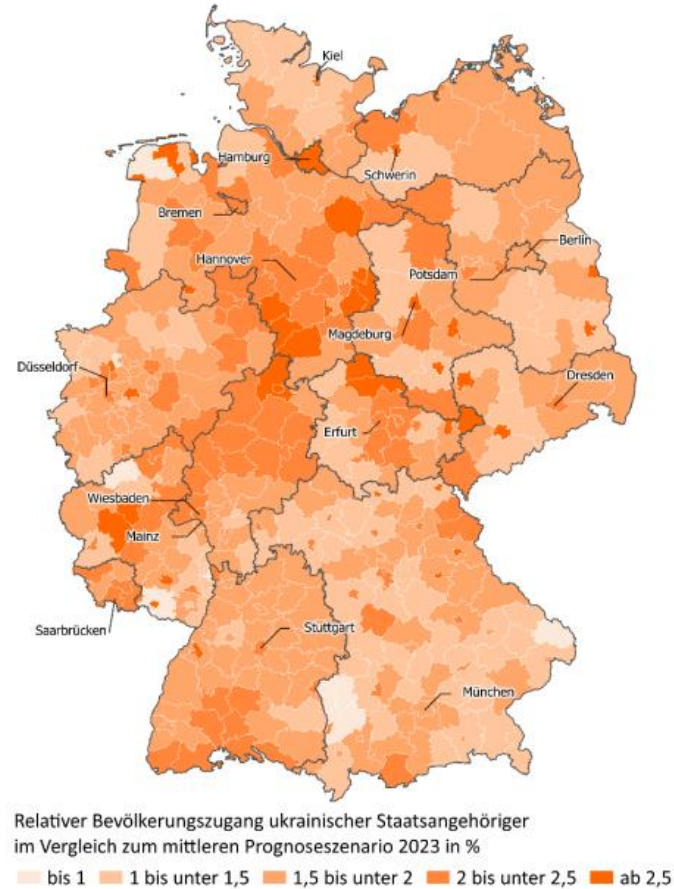 Kiel
Hamburg
Schwerin
Bremen
Berlin
Hannover
Potsdam
Magdeburg
Düsseldorf
Dresden
Erfurt
Wiesbaden
Mainz
Saarbrücken
Stuttgart
München
Relativer Bevölkerungszugang ukrainischer Staatsangehöriger
im Vergleich zum mittleren Prognoseszenario 2023 in %
bis 1 1 bis unter 1,5 1,5 bis unter 2 2 bis unter 2,5 ab 2,5